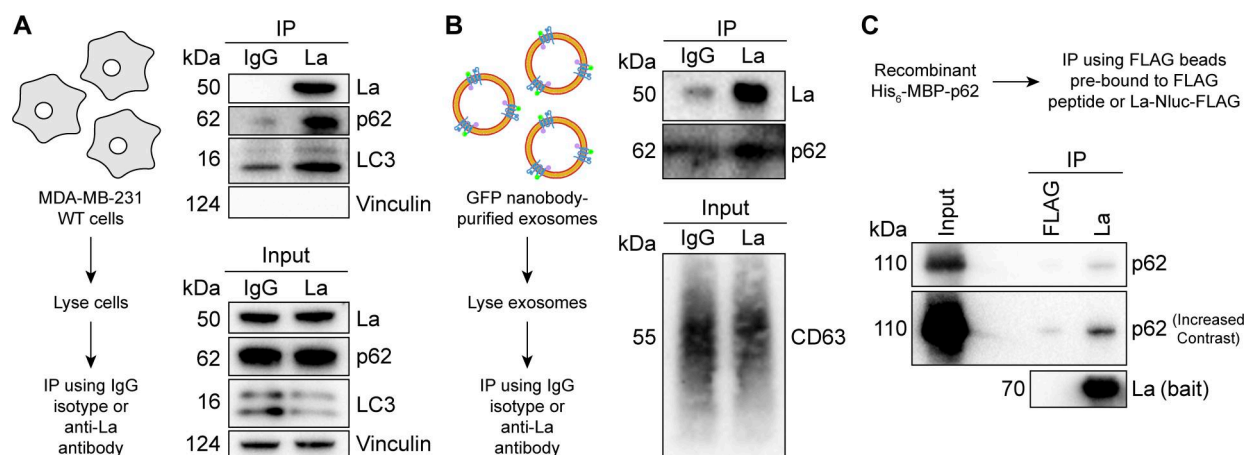 A
MDA-MB-231
WT cells
Lyse cells
IP using IgG
isotype or
anti-La
antibody
IP
kDa IgG La
50 La
62 p62
16 LC3
124 Vinculin
Input
kDa IgG La
50 La
62 p62
16 LC3
124 Vinculin
B
GFP nanobody-
purified exosomes
Lyse exosomes
IP using IgG
isotype or
anti-La
antibody
IP
kDa IgG La
50 La
62 p62
Input
kDa IgG La
55 CD63
C
Recombinant
His6-MBP-p62
IP using FLAG beads
pre-bound to FLAG
peptide or La-Nluc-FLAG
IP
kDa Input FLAG La
110 p62
110 p62 (Increased
Contrast)
70 La (bait)